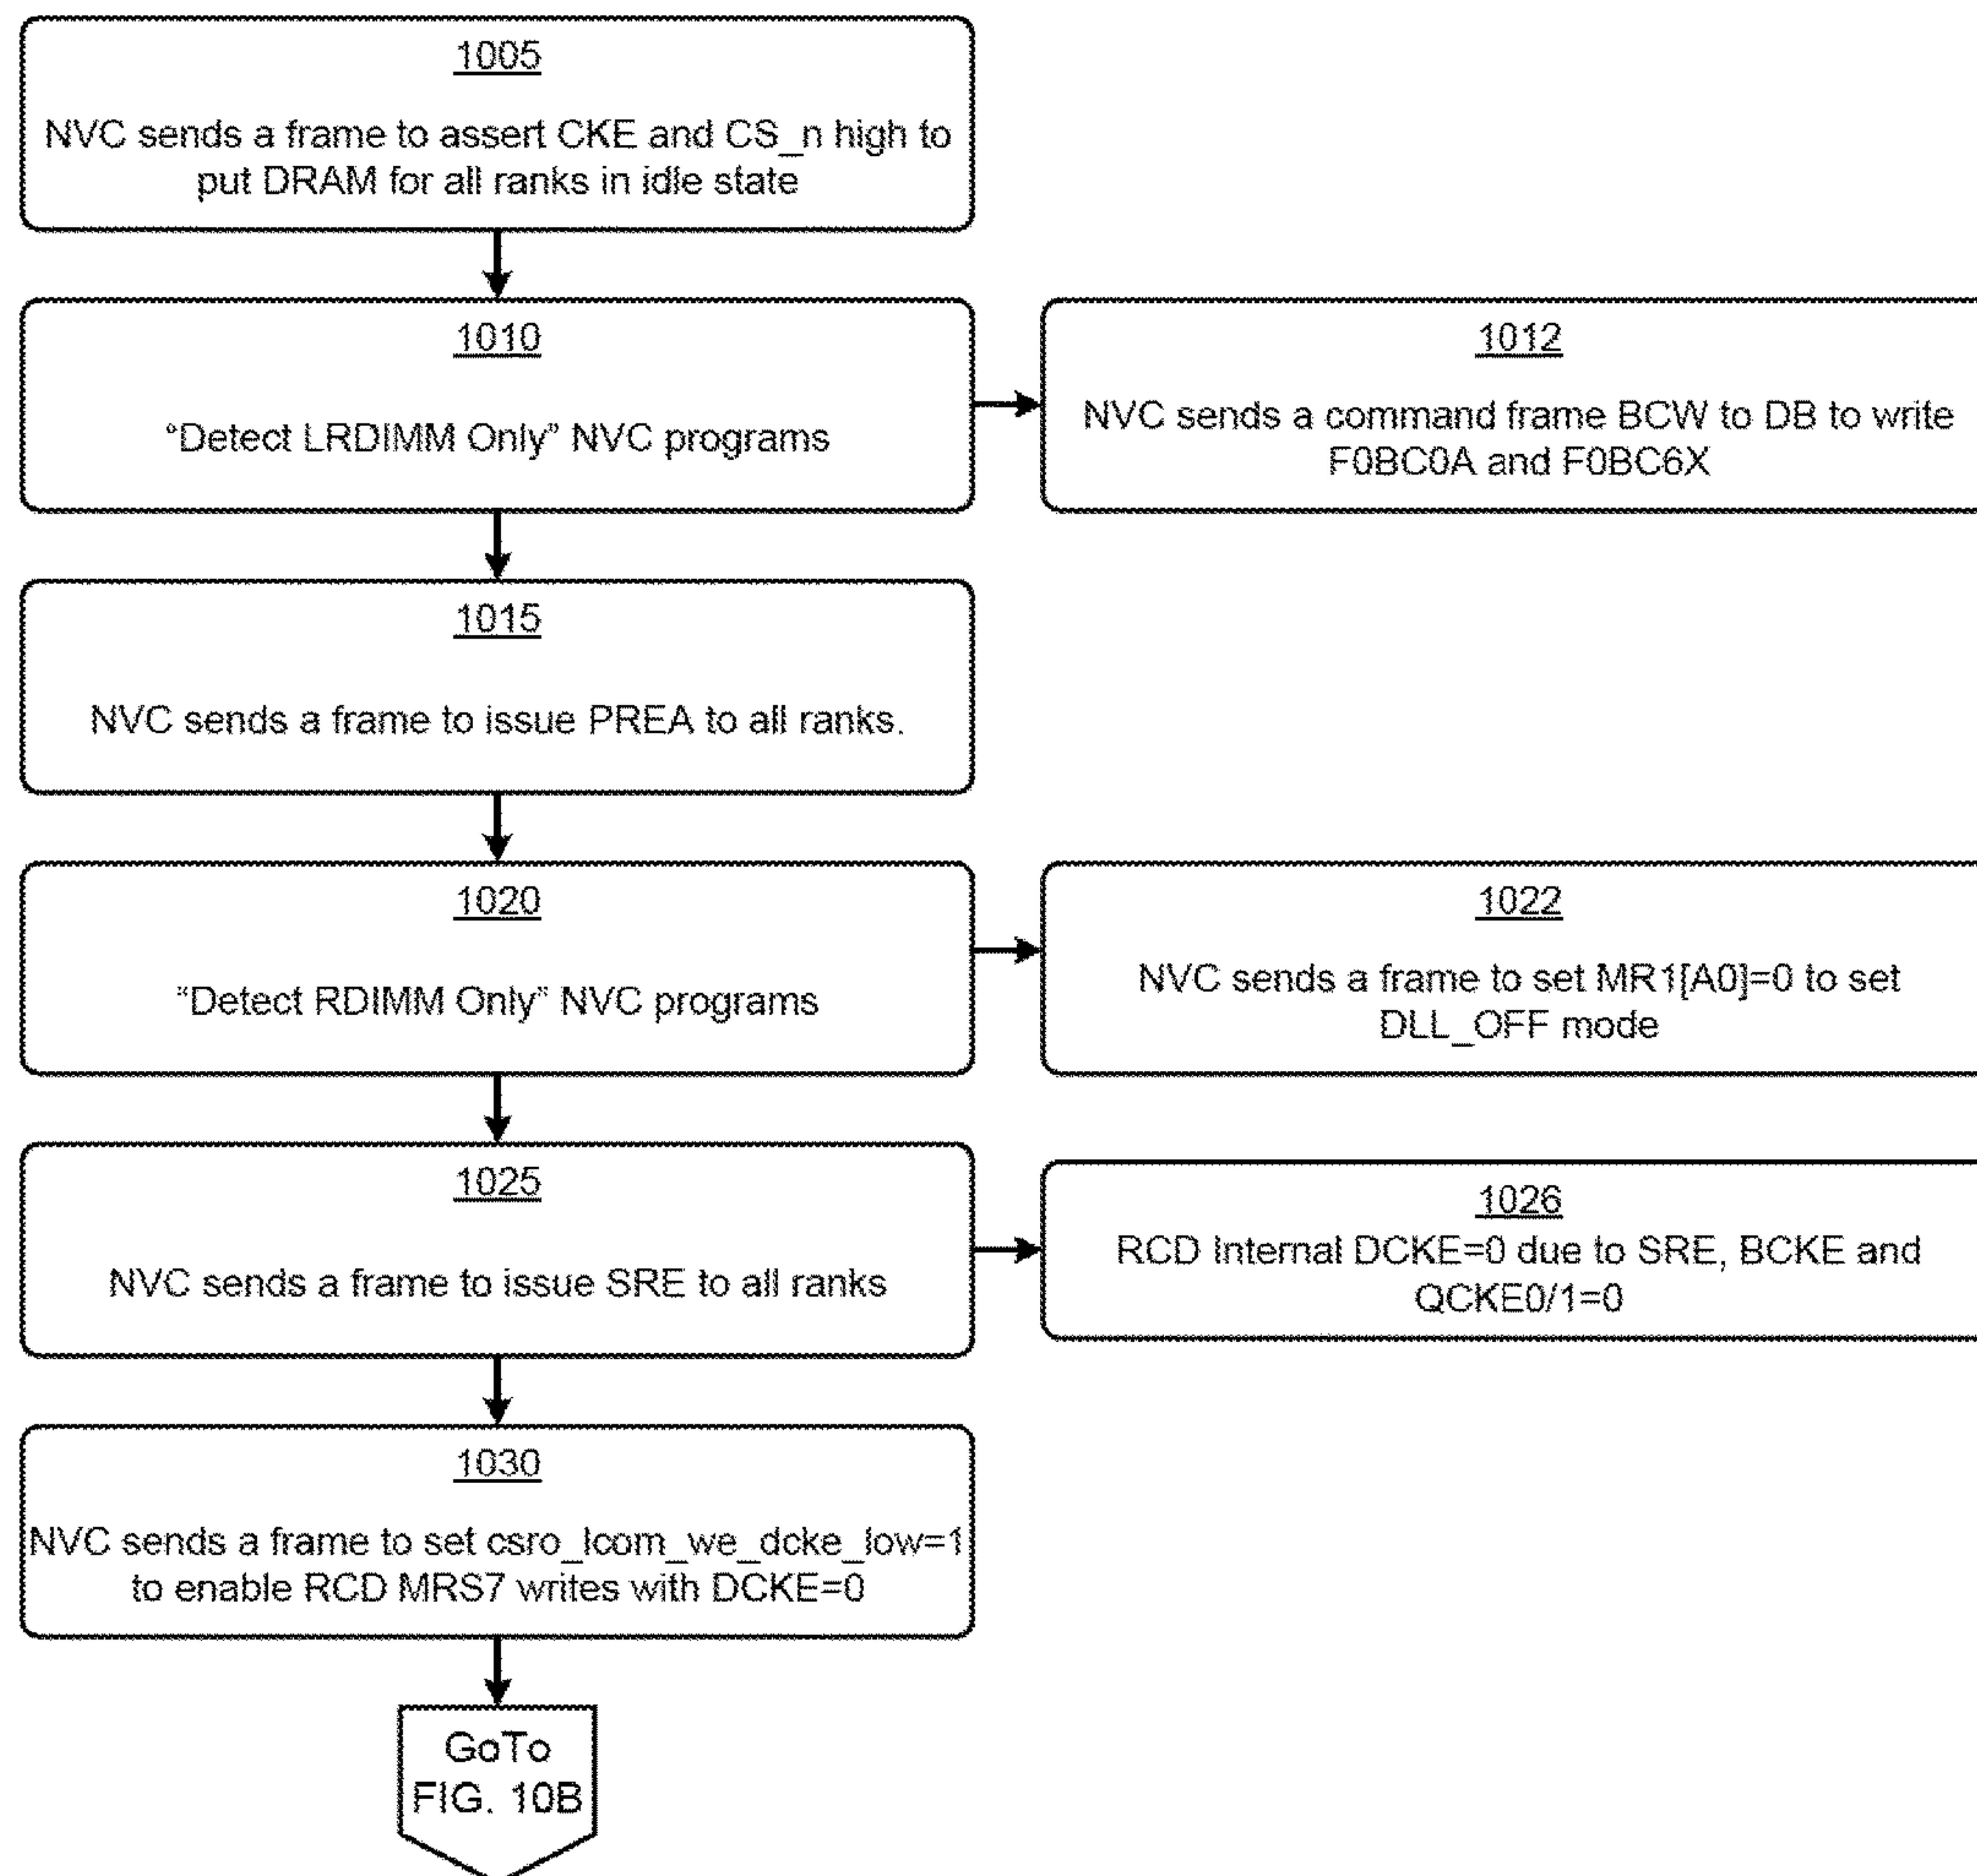 1005
NVC sends a frame to assert CKE and CS_n high to
put DRAM for all ranks in idle state
1010
"Detect LRDIMM Only" NVC programs
1012
NVC sends a command frame BCW to DB to write
F0BC0A and F0BC6X
1015
NVC sends a frame to issue PREA to all ranks.
1020
"Detect RDIMM Only" NVC programs
1022
NVC sends a frame to set MR1[A0]=0 to set
DLL_OFF mode
1025
NVC sends a frame to issue SRE to all ranks
1026
RCD Internal DCKE=0 due to SRE, BCKE and
QCKE0/1=0
1030
NVC sends a frame to set csro_lcom_we_dcke_low=1
to enable RCD MRS7 writes with DCKE=0
GoTo
FIG. 10B